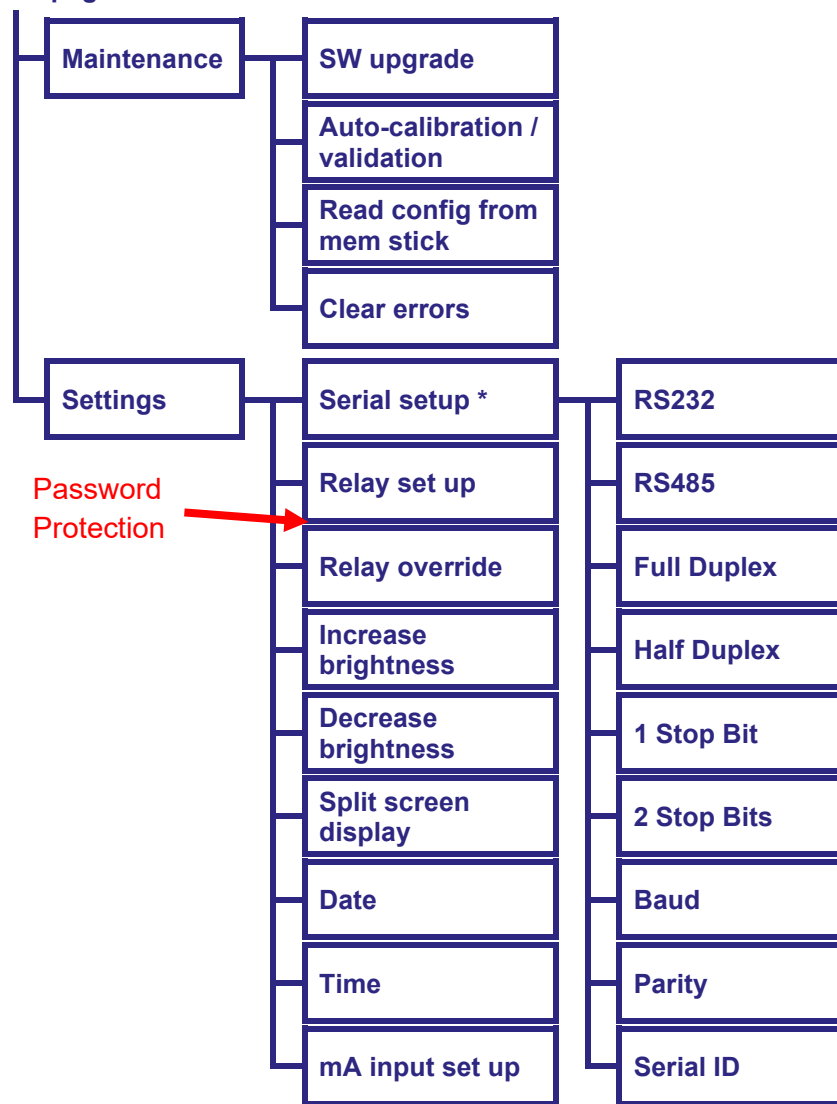 Maintenance
SW upgrade
Auto-calibration /
validation
Read config from
mem stick
Clear errors
Settings
Serial setup *
RS232
Relay set up
RS485
Password
Protection
Relay override
Full Duplex
Increase
brightness
Half Duplex
Decrease
brightness
1 Stop Bit
Split screen
display
2 Stop Bits
Date
Baud
Time
Parity
mA input set up
Serial ID